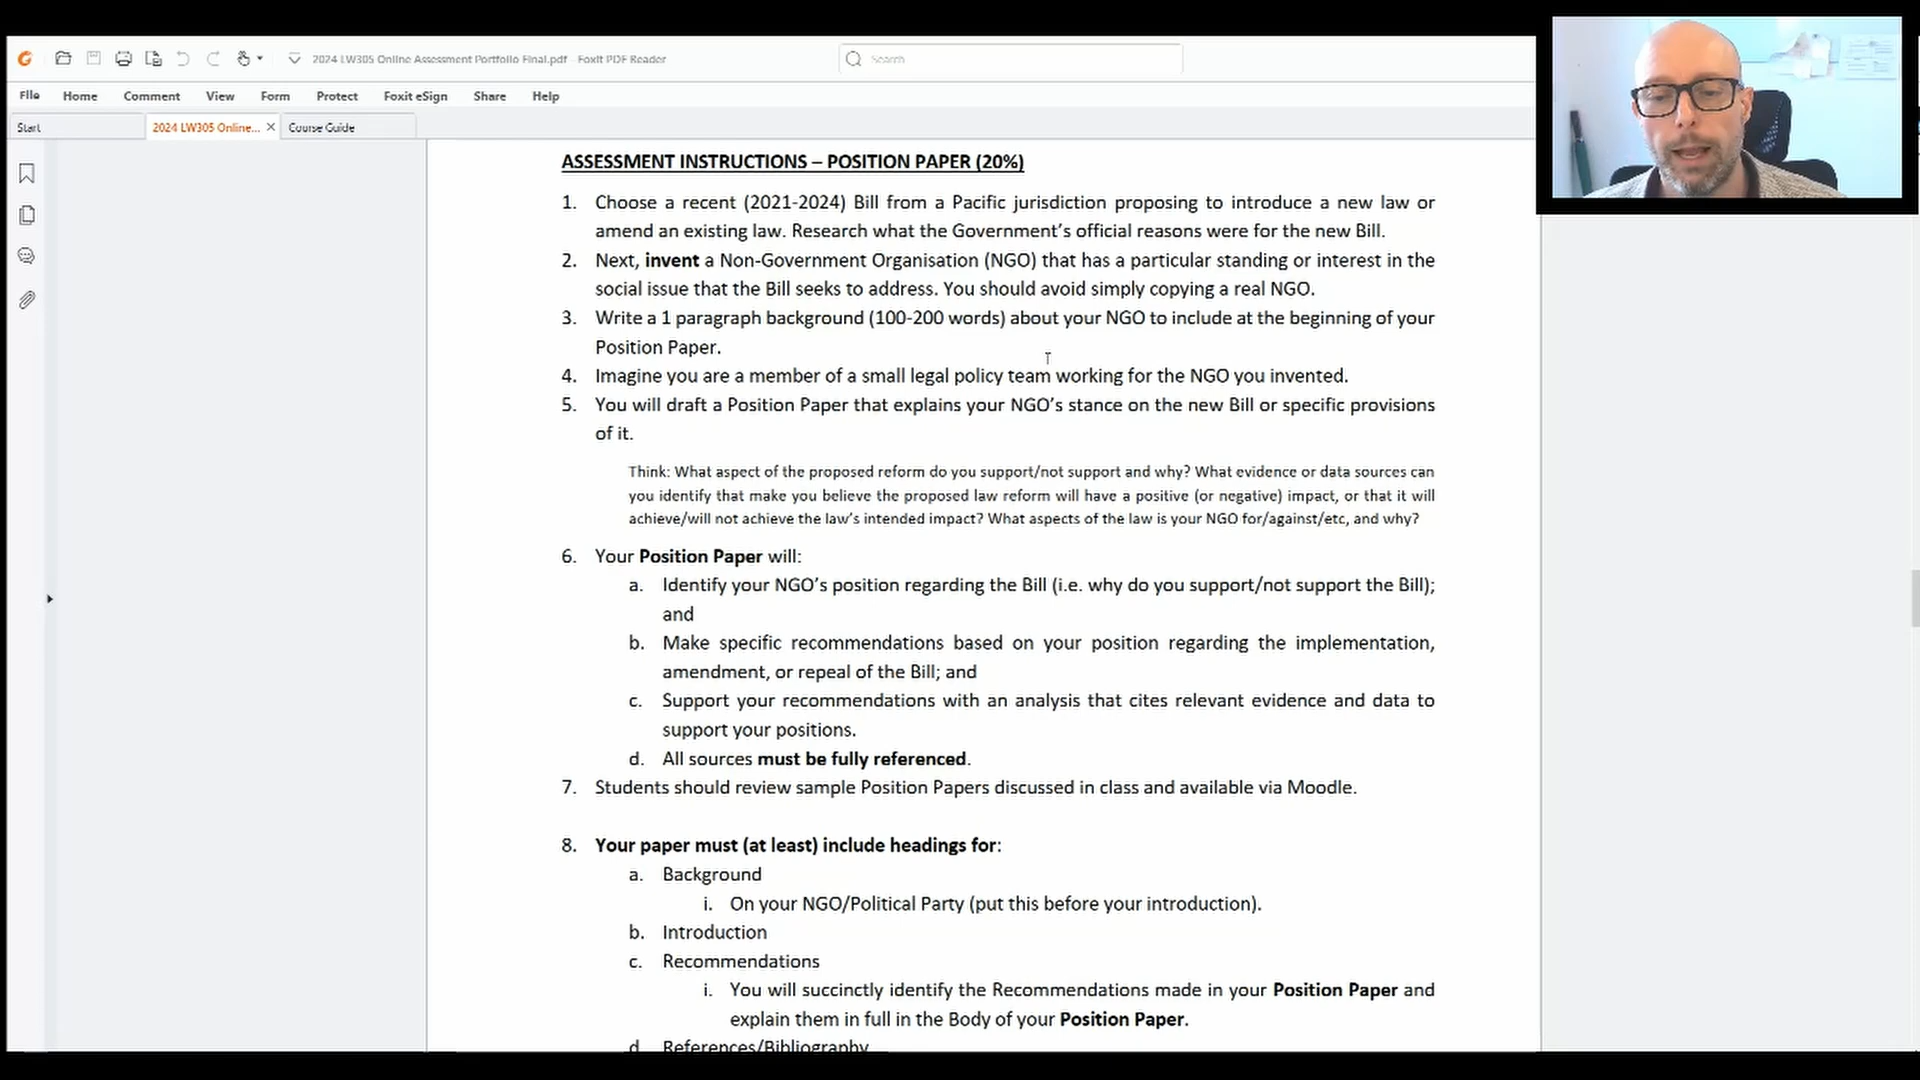 2024 LW305 Online Assessment Portfolio Final.pdf - Foxit PDF Reader
Search
File Home Comment View Form Protect Foxit eSign Share Help
Start 2024 LW305 Online... Course Guide
ASSESSMENT INSTRUCTIONS – POSITION PAPER (20%)
1. Choose a recent (2021-2024) Bill from a Pacific jurisdiction proposing to introduce a new law or
amend an existing law. Research what the Government's official reasons were for the new Bill.
2. Next, invent a Non-Government Organisation (NGO) that has a particular standing or interest in the
social issue that the Bill seeks to address. You should avoid simply copying a real NGO.
3. Write a 1 paragraph background (100-200 words) about your NGO to include at the beginning of your
Position Paper.
4. Imagine you are a member of a small legal policy team working for the NGO you invented.
5. You will draft a Position Paper that explains your NGO's stance on the new Bill or specific provisions
of it.
Think: What aspect of the proposed reform do you support/not support and why? What evidence or data sources can
you identify that make you believe the proposed law reform will have a positive (or negative) impact, or that it will
achieve/will not achieve the law's intended impact? What aspects of the law is your NGO for/against/etc, and why?
6. Your Position Paper will:
a. Identify your NGO's position regarding the Bill (i.e. why do you support/not support the Bill);
and
b. Make specific recommendations based on your position regarding the implementation,
amendment, or repeal of the Bill; and
c. Support your recommendations with an analysis that cites relevant evidence and data to
support your positions.
d. All sources must be fully referenced.
7. Students should review sample Position Papers discussed in class and available via Moodle.
8. Your paper must (at least) include headings for:
a. Background
i. On your NGO/Political Party (put this before your introduction).
b. Introduction
c. Recommendations
i. You will succinctly identify the Recommendations made in your Position Paper and
explain them in full in the Body of your Position Paper.
d. References/Bibliography